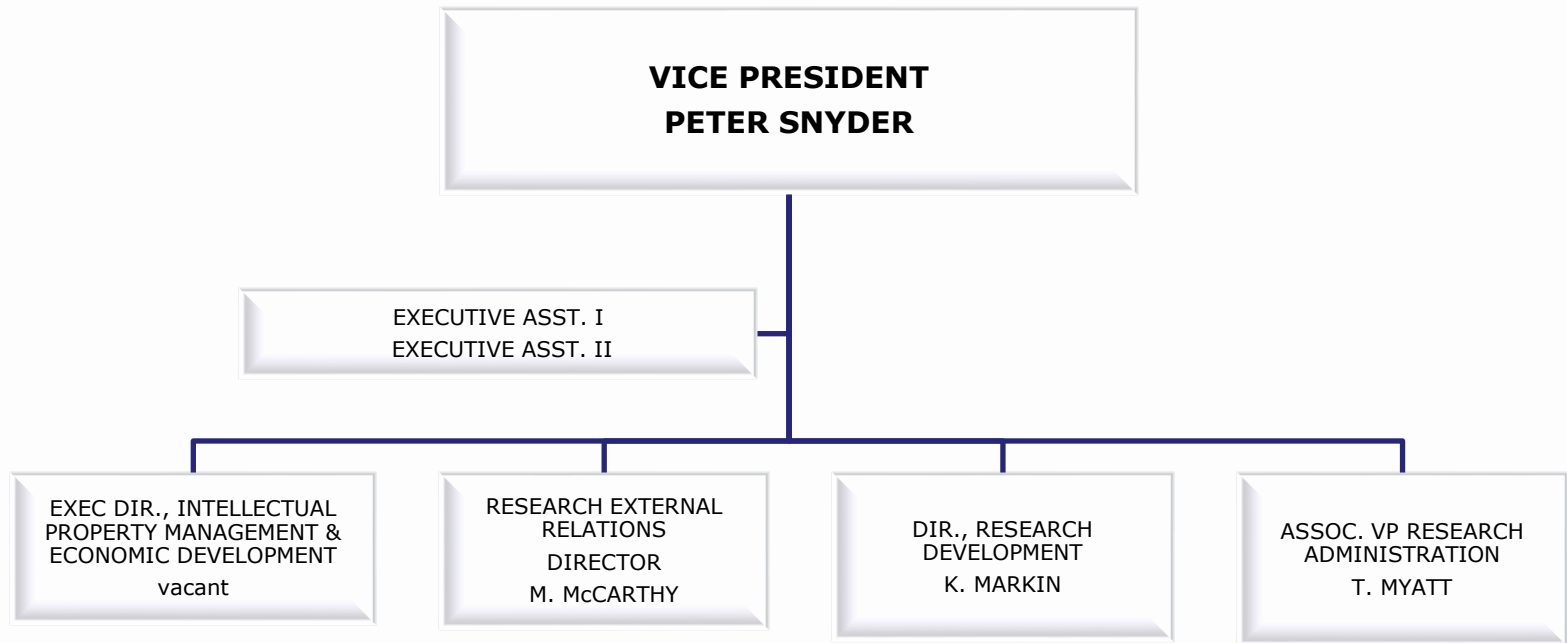 VICE PRESIDENT
PETER SNYDER
EXECUTIVE ASST. I
EXECUTIVE ASST. II
EXEC DIR., INTELLECTUAL
PROPERTY MANAGEMENT &
ECONOMIC DEVELOPMENT
vacant
RESEARCH EXTERNAL
RELATIONS
DIRECTOR
M. McCARTHY
DIR., RESEARCH
DEVELOPMENT
K. MARKIN
ASSOC. VP RESEARCH
ADMINISTRATION
T. MYATT